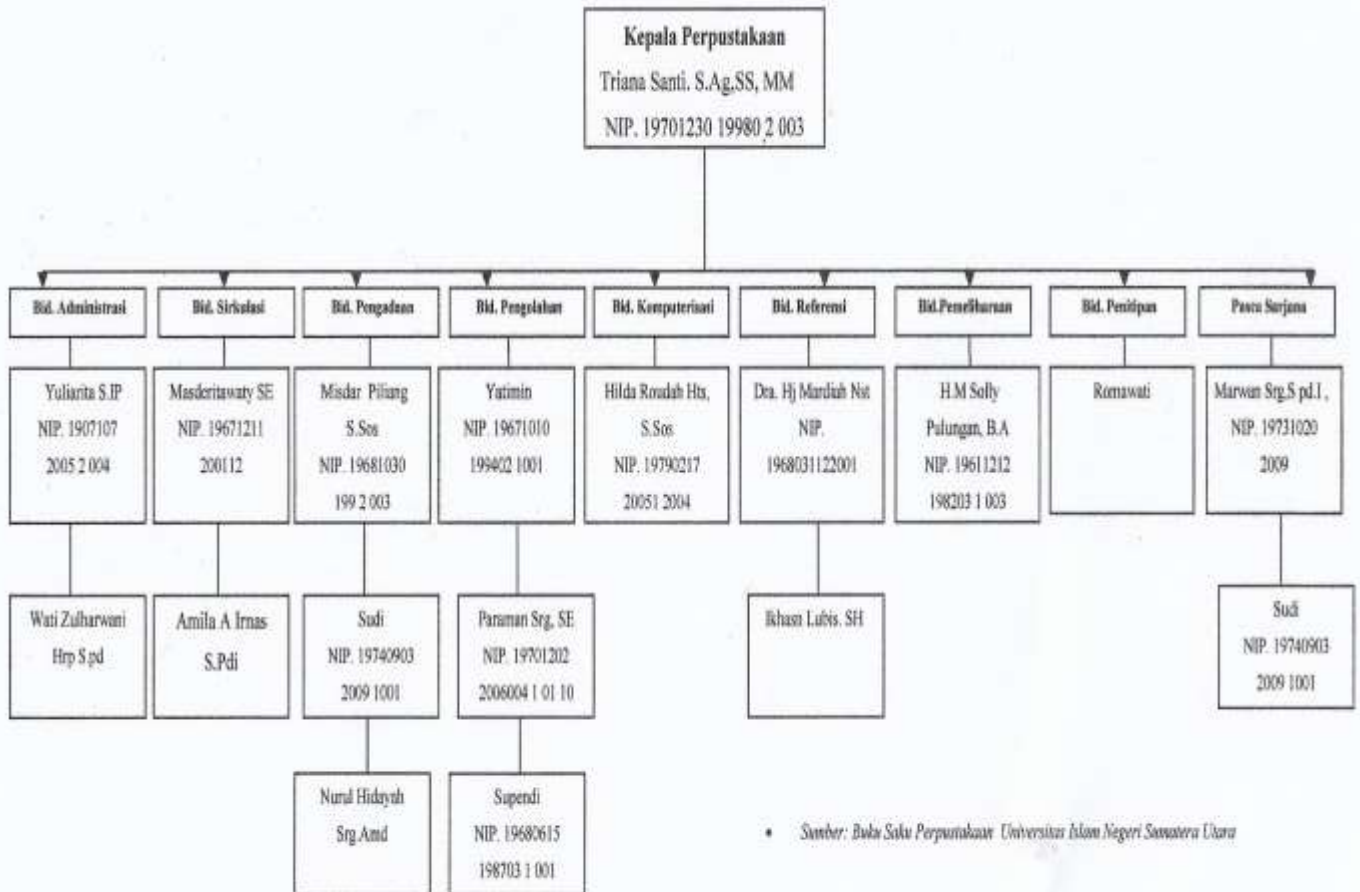 Kepala Perpustakaan
Triana Santi. S.Ag,SS, MM
NIP. 19701230 19980 2 003
Bid. Administrasi
Bid. Sirkulasi
Bid. Pengadaan
Bid. Pengolahan
Bid. Komputerisasi
Bid. Referensi
Bid.Pemeliharaan
Bid. Penitipan
Pasca Sarjana
Yuliarita S.IP
NIP. 1907107
2005 2 004
Masderitawaty SE
NIP. 19671211
200112
Misdar Piliang
S.Sos
NIP. 19681030
199 2 003
Yatimin
NIP. 19671010
199402 1001
Hilda Roudah Hts,
S.Sos
NIP. 19790217
20051 2004
Dra. Hj Mardiah Nst
NIP.
1968031122001
H.M Solly
Pulungan, B.A
NIP. 19611212
198203 1 003
Romawati
Marwan Srg,S pd.I ,
NIP. 19731020
2009
Wati Zulharwani
Hrp S.pd
Amila A Irnas
S.Pdi
Sudi
NIP. 19740903
2009 1001
Paraman Srg, SE
NIP. 19701202
2006004 1 01 10
Ikhasn Lubis. SH
Sudi
NIP. 19740903
2009 1001
Nurul Hidayah
Srg.Amd
Supendi
NIP. 19680615
198703 1 001
• Sumber: Buku Saku Perpustakaan Universitas Islam Negeri Sumatera Utara